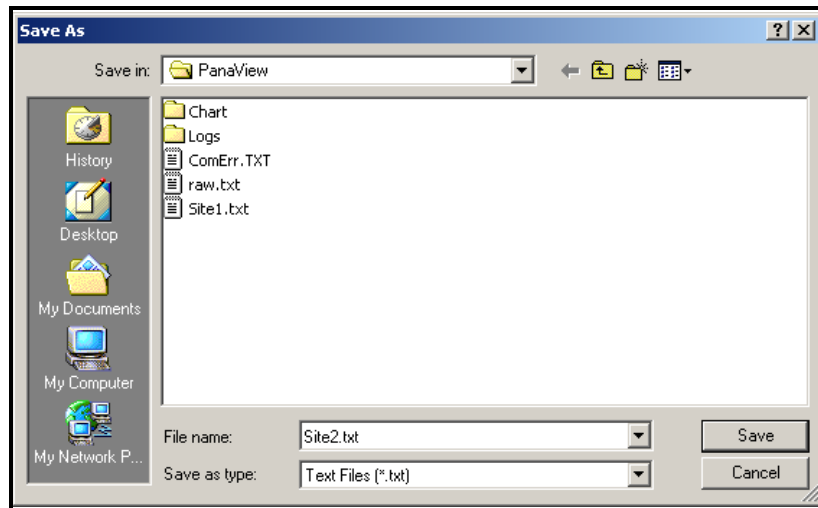 Save As
Save in: PanaView
History
Desktop
My Documents
My Computer
My Network P...
Chart
Logs
ComErr.TXT
raw.txt
Site1.txt
File name: Site2.txt Save
Save as type: Text Files (*.txt) Cancel